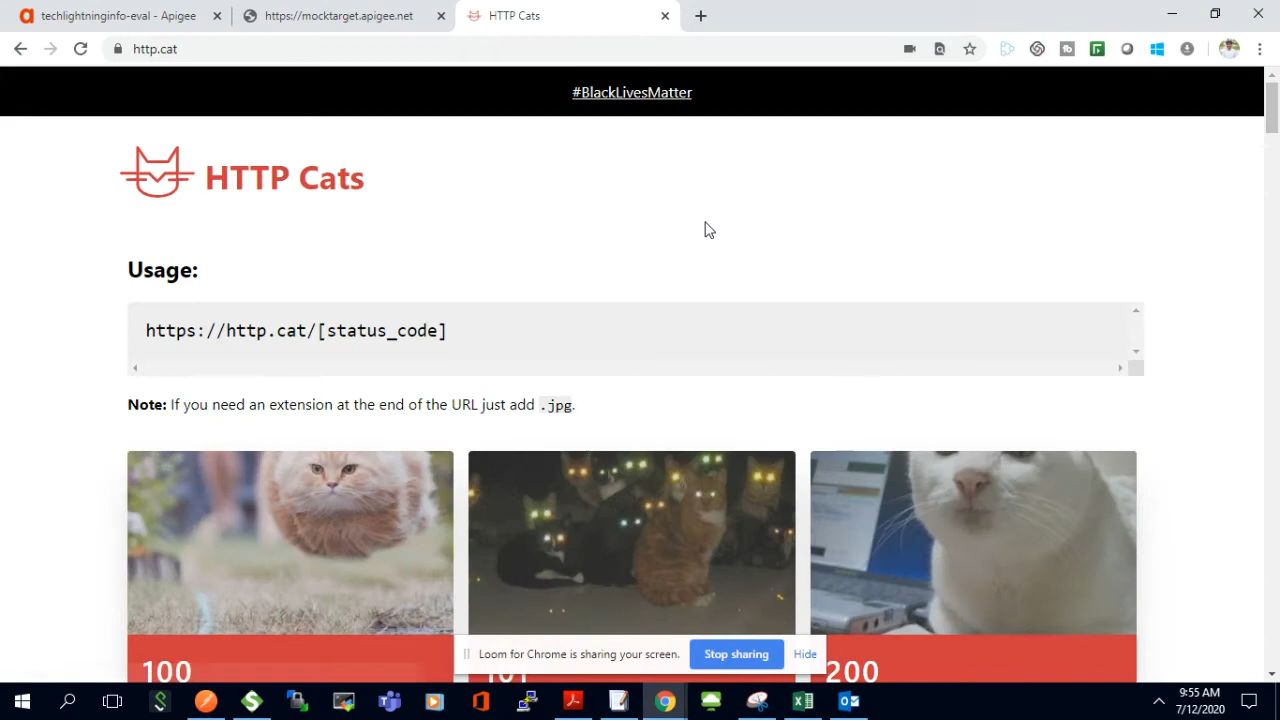 techlightninginfo-eval - Apigee
https://mocktarget.apigee.net
HTTP Cats
http.cat
#BlackLivesMatter
HTTP Cats
Usage:
https://http.cat/[status_code]
Note: If you need an extension at the end of the URL just add .jpg.
100
101
200
Loom for Chrome is sharing your screen.
Stop sharing
Hide
9:55 AM
7/12/2020